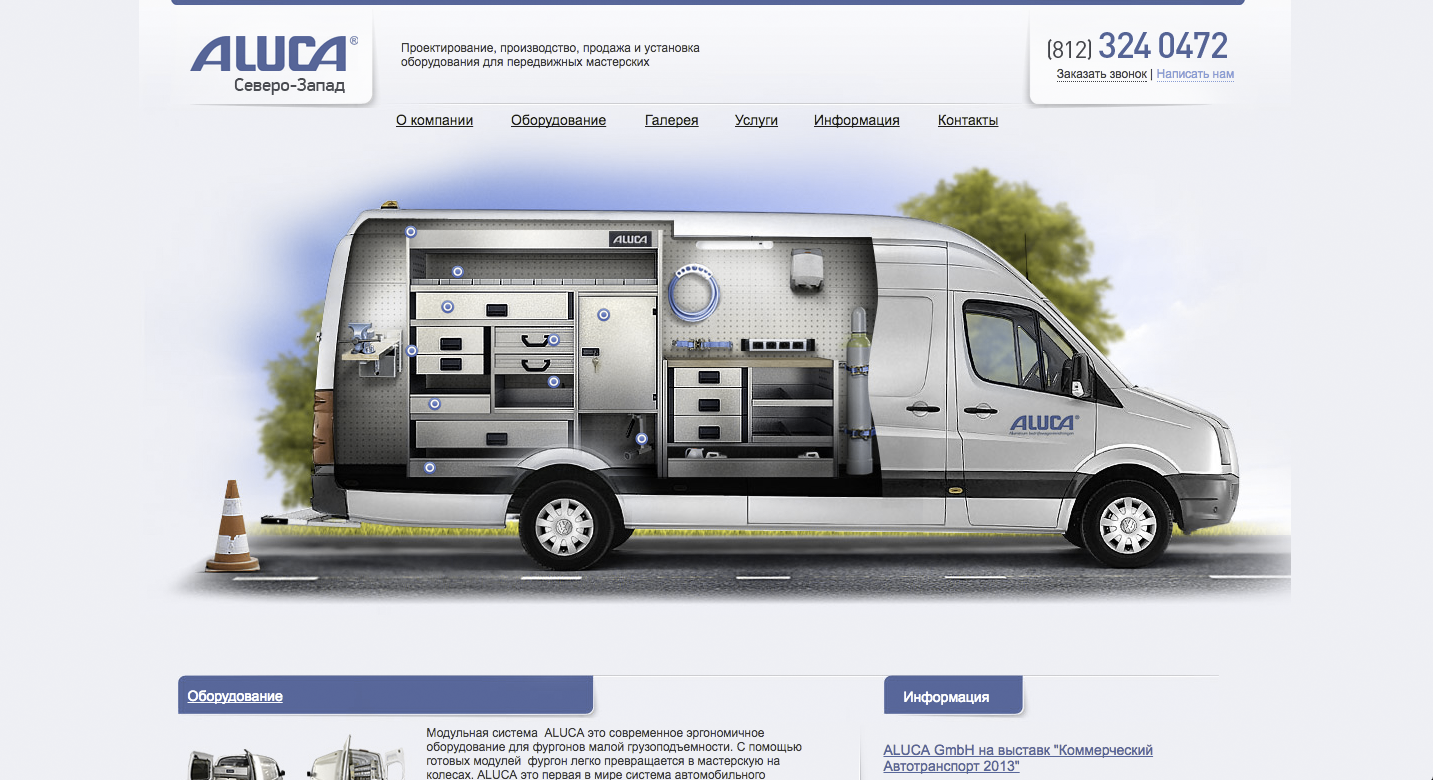 ALUCA®
Северо-Запад
Проектирование, производство, продажа и установка
оборудования для передвижных мастерских
(812) 324 0472
Заказать звонок | Написать нам
О компании
Оборудование
Галерея
Услуги
Информация
Контакты
ALUCA
ALUCA®
Оборудование
Информация
Модульная система ALUCA это современное эргономичное
оборудование для фургонов малой грузоподъемности. С помощью
готовых модулей фургон легко превращается в мастерскую на
колесах. ALUCA это первая в мире система автомобильного
ALUCA GmbH на выставк "Коммерческий
Автотранспорт 2013"